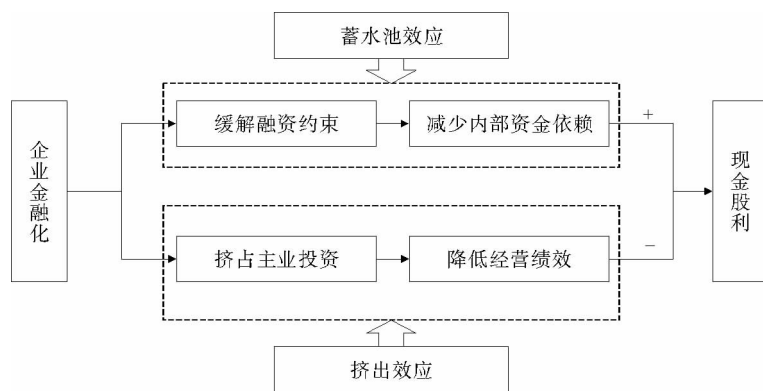 蓄水池效应
企业金融化
缓解融资约束
减少内部资金依赖
+
现金股利
挤占主业投资
降低经营绩效
−
挤出效应